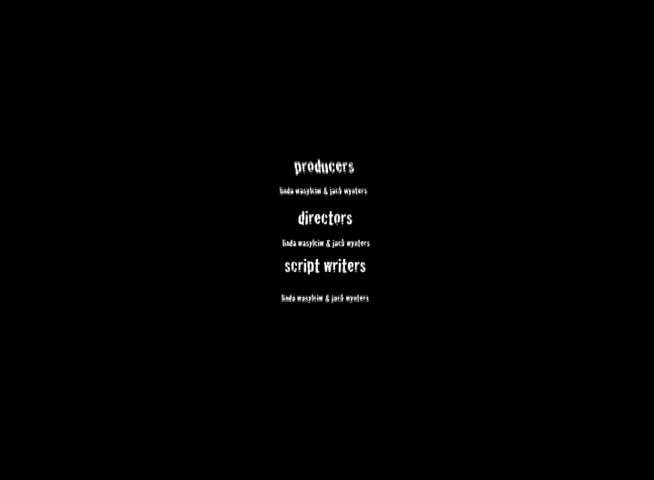 producers
linda wasylciw & jack wynters
directors
linda wasylciw & jack wynters
script writers
linda wasylciw & jack wynters